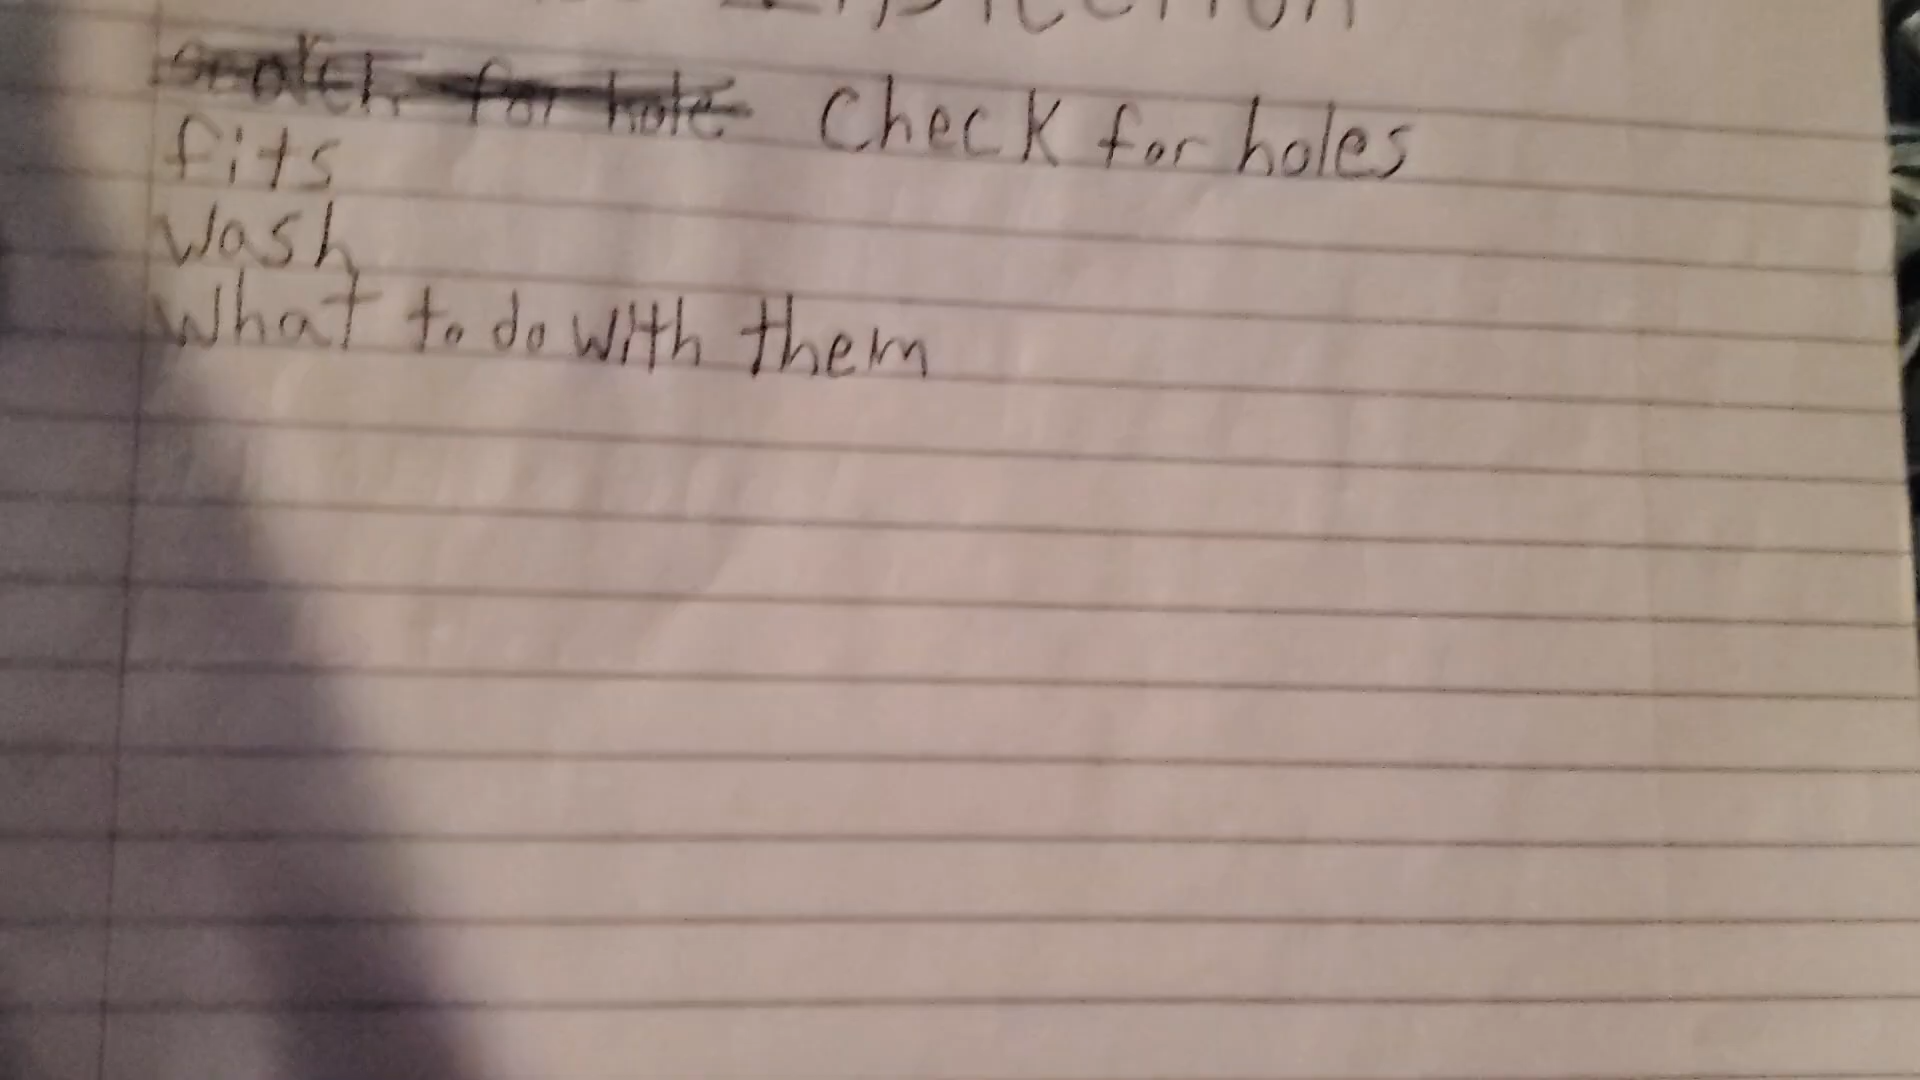 Check for holes
fits
Wash
What to do with them